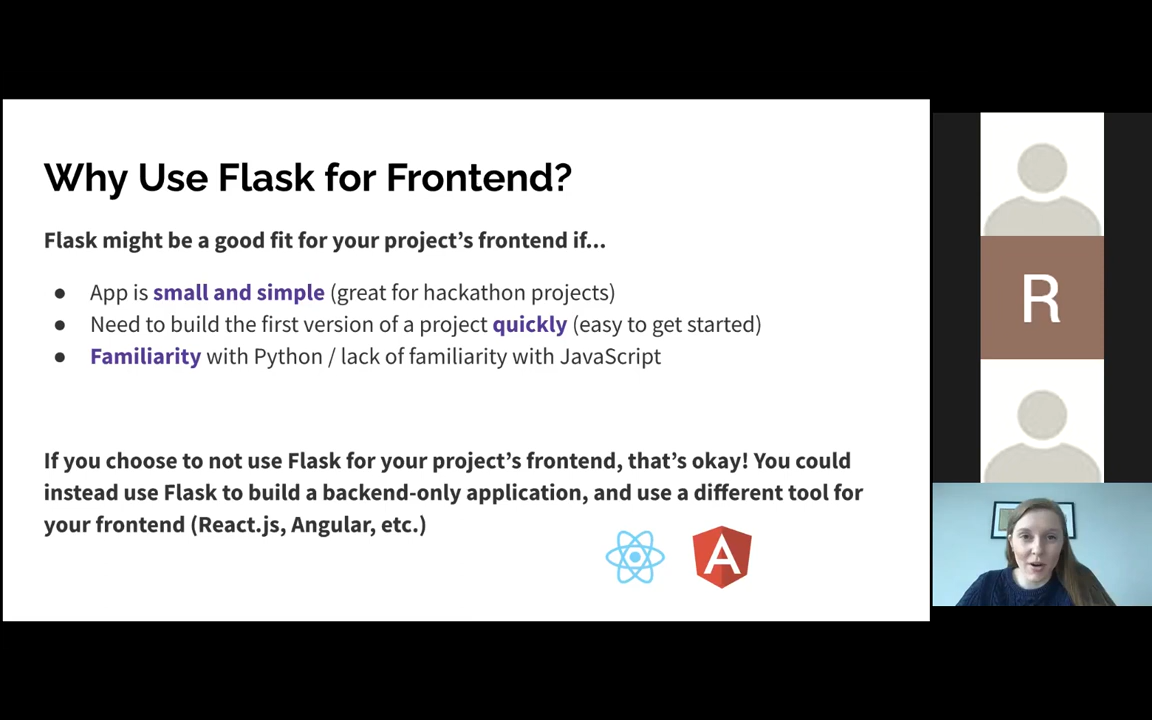 Why Use Flask for Frontend?
Flask might be a good fit for your project’s frontend if...
● App is small and simple (great for hackathon projects)
● Need to build the first version of a project quickly (easy to get started)
● Familiarity with Python / lack of familiarity with JavaScript
If you choose to not use Flask for your project’s frontend, that’s okay! You could
instead use Flask to build a backend-only application, and use a different tool for
your frontend (React.js, Angular, etc.)
A
R